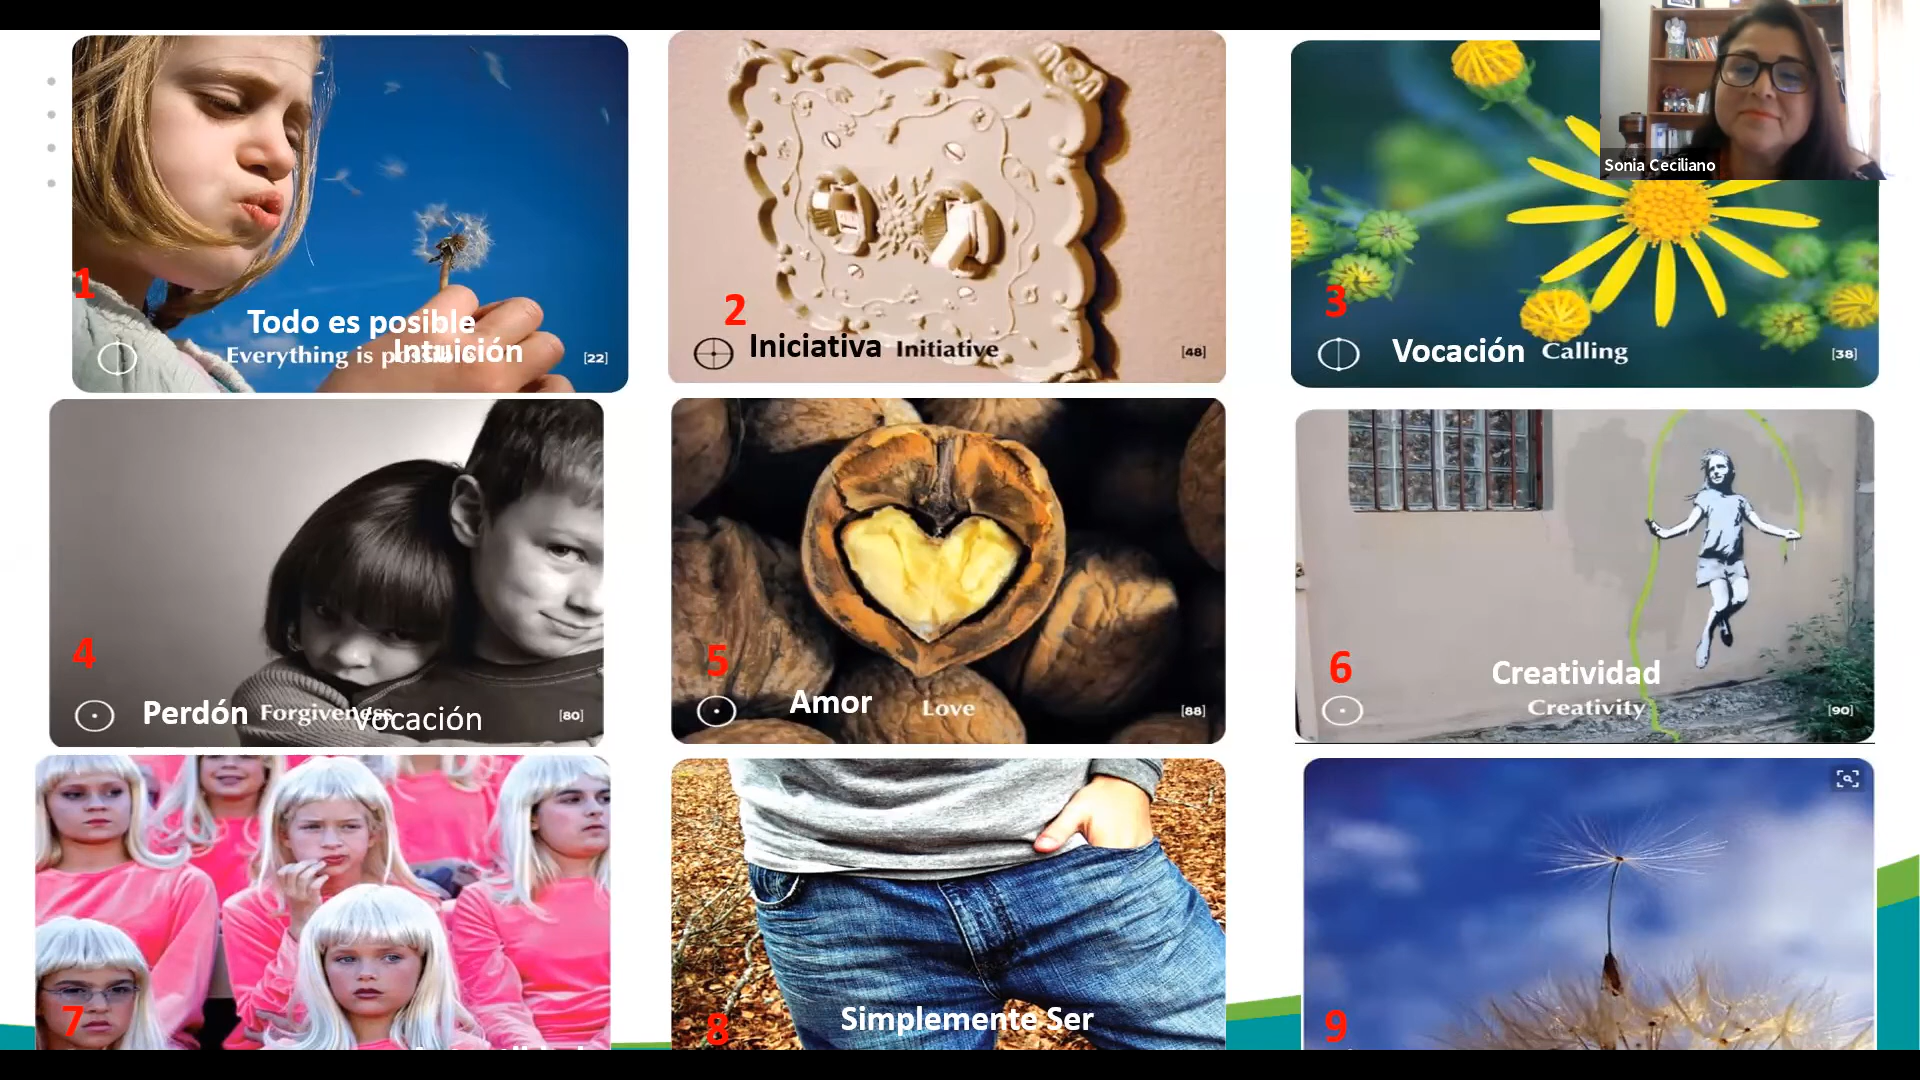 Sonia Ceciliano
1
Todo es posible
Intuición
Everything is possible
[22]
2
Iniciativa Initiative
[48]
3
Vocación Calling
[38]
4
Perdón Forgiveness
Vocación
[80]
5
Amor Love
[88]
6
Creatividad
Creativity
[90]
7
8
Simplemente Ser
9